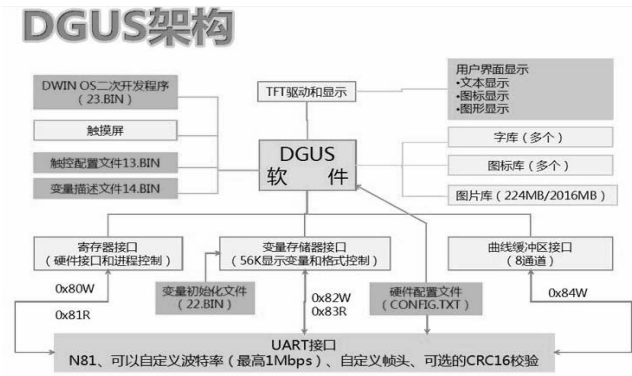 DGUS架构
DWIN OS二次开发程序
（23.BIN）
触摸屏
触控配置文件13.BIN
变量描述文件14.BIN
TFT驱动和显示
用户界面显示
•文本显示
•图标显示
•图形显示
DGUS
软 件
字库（多个）
图标库（多个）
图片库（224MB/2016MB）
寄存器接口
（硬件接口和进程控制）
变量存储器接口
（56K显示变量和格式控制）
曲线缓冲区接口
（8通道）
变量初始化文件
（22.BIN）
硬件配置文件
（CONFIG.TXT）
0x80W
0x81R
0x82W
0x83R
0x84W
UART接口
N81、可以自定义波特率（最高1Mbps）、自定义帧头、可选的CRC16校验